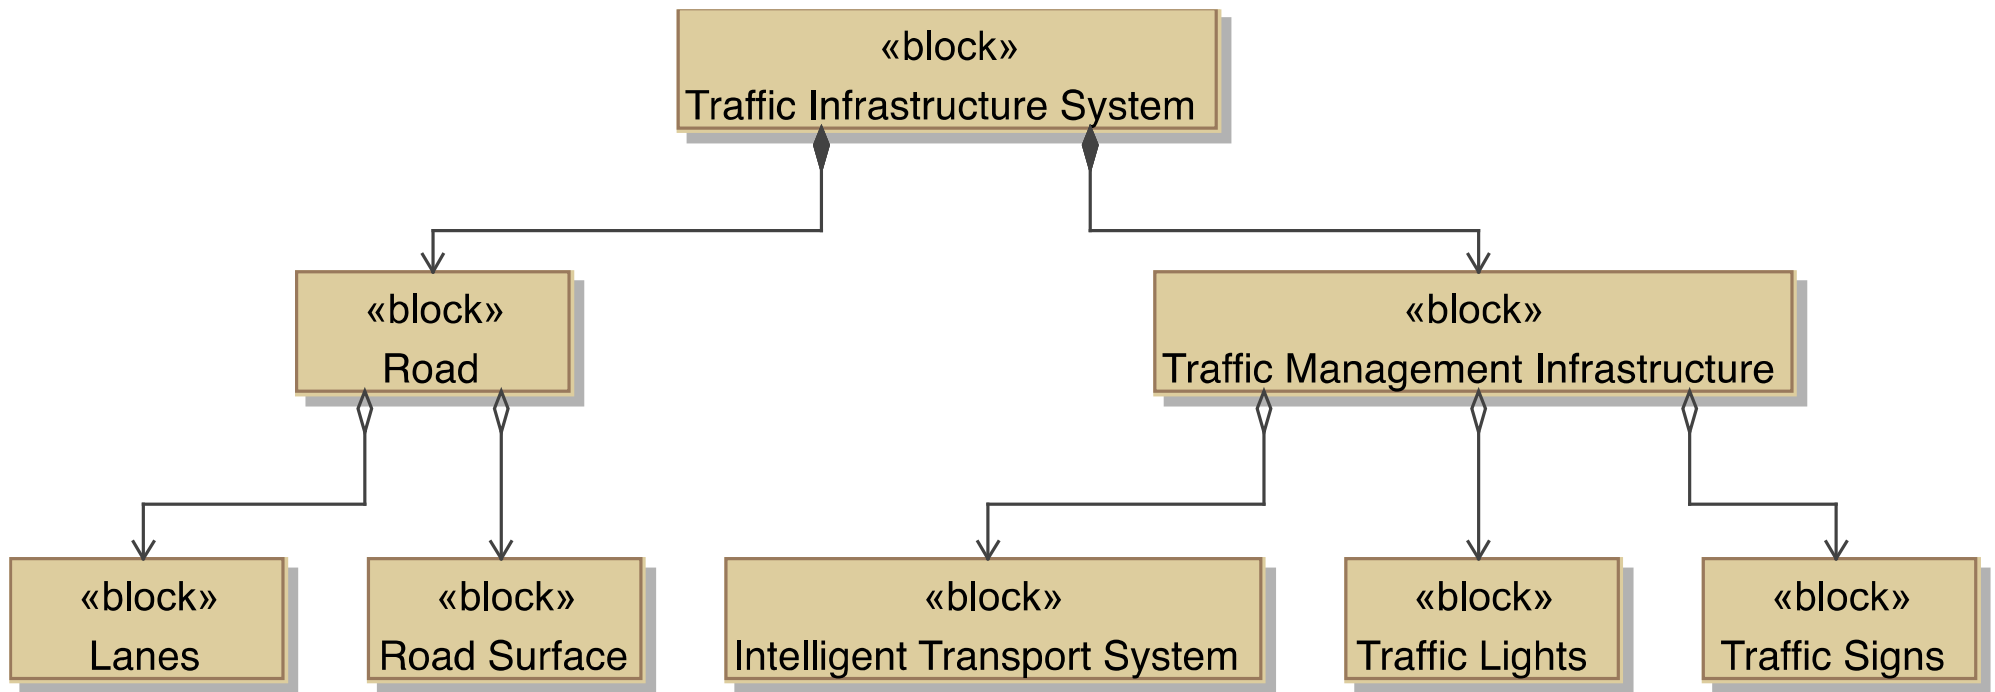 «block»
Traffic Infrastructure System
«block»
Road
«block»
Traffic Management Infrastructure
«block»
Lanes
«block»
Road Surface
«block»
Intelligent Transport System
«block»
Traffic Lights
«block»
Traffic Signs